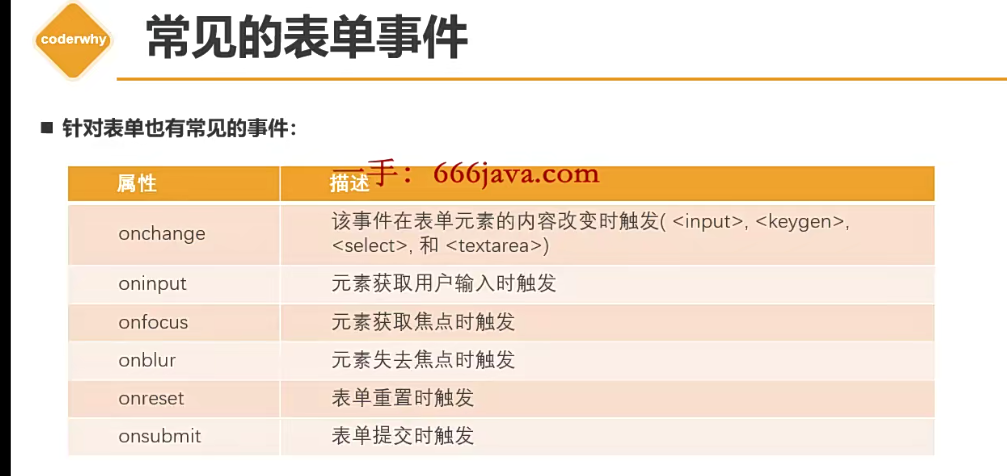 coderwhy
常见的表单事件
■ 针对表单也有常见的事件：
一手：666java.com
属性 描述
onchange 该事件在表单元素的内容改变时触发( <input>, <keygen>,
<select>, 和 <textarea>)
oninput 元素获取用户输入时触发
onfocus 元素获取焦点时触发
onblur 元素失去焦点时触发
onreset 表单重置时触发
onsubmit 表单提交时触发